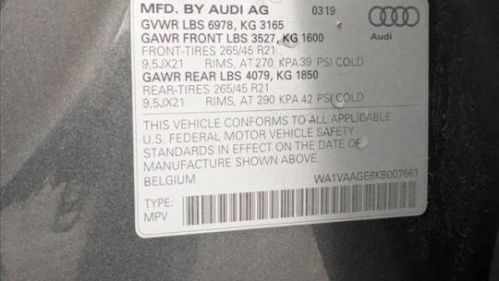 MFD. BY AUDI AG 0319
GVWR LBS 6978, KG 3165
GAWR FRONT LBS 3527, KG 1600
FRONT-TIRES 265/45 R21
9,5JX21 RIMS, AT 270 KPA 39 PSI COLD
GAWR REAR LBS 4079, KG 1850
REAR-TIRES 265/45 R21
9,5JX21 RIMS, AT 290 KPA 42 PSI COLD
Audi
THIS VEHICLE CONFORMS TO ALL APPLICABLE
U.S. FEDERAL MOTOR VEHICLE SAFETY
STANDARDS IN EFFECT ON THE DATE OF
MANUFACTURE SHOWN ABOVE.
BELGIUM WA1VAAGE6KB007661
TYPE:
MPV